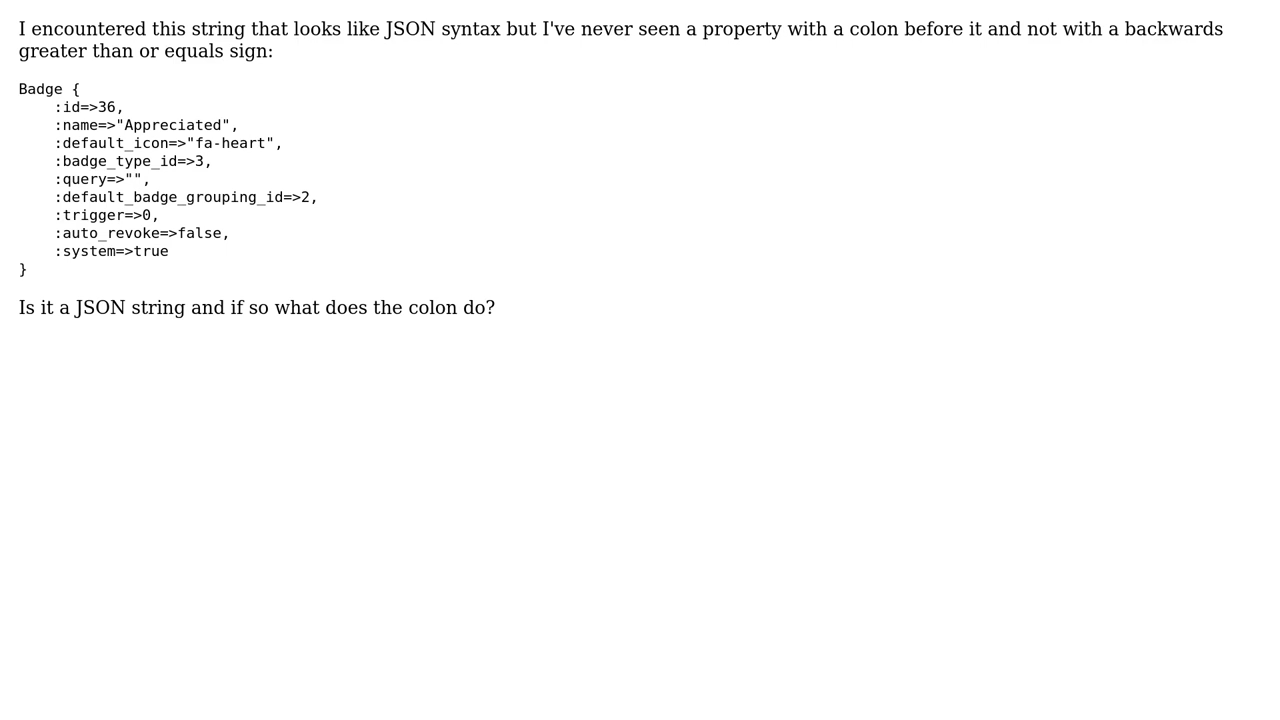 I encountered this string that looks like JSON syntax but I've never seen a property with a colon before it and not with a backwards
greater than or equals sign:
Badge {
    :id=>36,
    :name=>"Appreciated",
    :default_icon=>"fa-heart",
    :badge_type_id=>3,
    :query=>"",
    :default_badge_grouping_id=>2,
    :trigger=>0,
    :auto_revoke=>false,
    :system=>true
}
Is it a JSON string and if so what does the colon do?